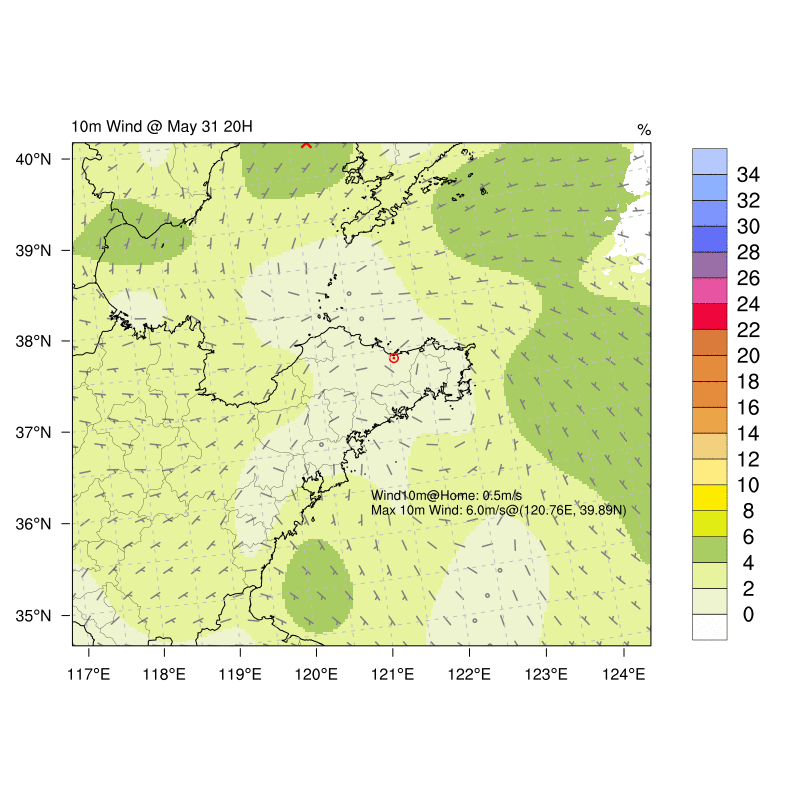 10m Wind @ May 31 20H
%
40°N
39°N
38°N
37°N
36°N
35°N
117°E
118°E
119°E
120°E
121°E
122°E
123°E
124°E
Wind10m@Home: 0.5m/s
Max 10m Wind: 6.0m/s@(120.76E, 39.89N)
34
32
30
28
26
24
22
20
18
16
14
12
10
8
6
4
2
0